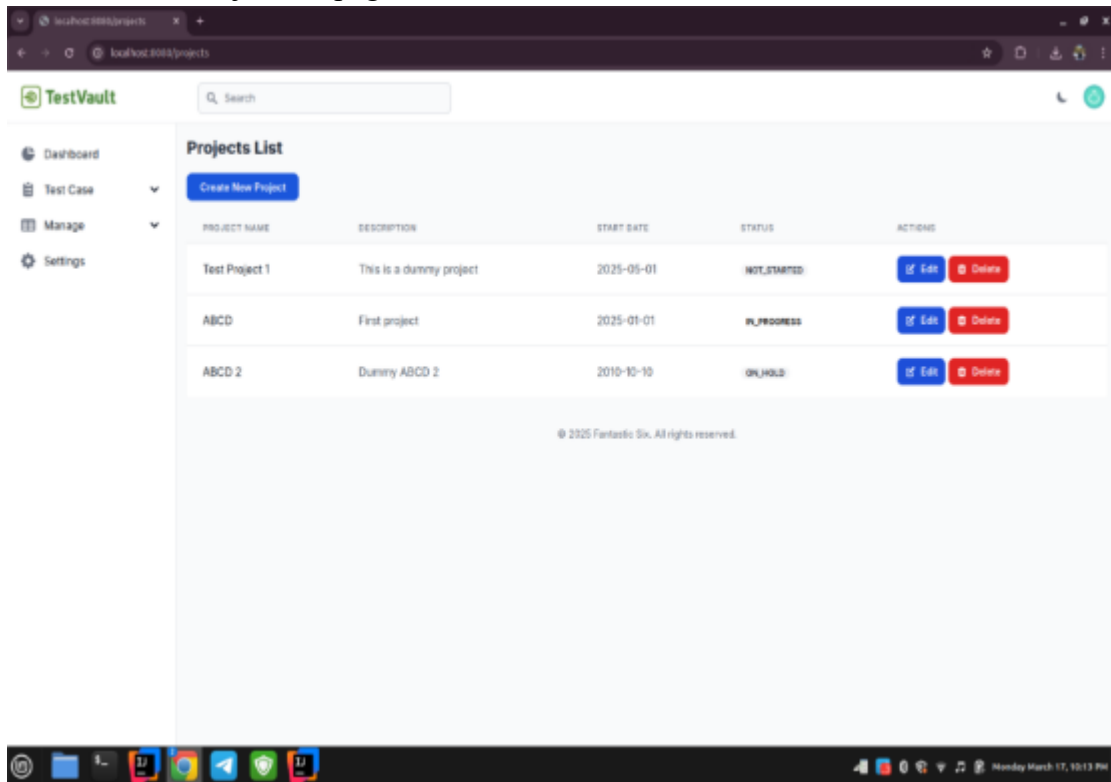 localhost:8080/projects
localhost:8080/projects
TestVault
Search
Dashboard
Test Case
Manage
Settings
Projects List
Create New Project
PROJECT NAME DESCRIPTION START DATE STATUS ACTIONS
Test Project 1 This is a dummy project 2025-05-01 NOT_STARTED Edit Delete
ABCD First project 2025-01-01 IN_PROGRESS Edit Delete
ABCD 2 Dummy ABCD 2 2010-10-10 ON_HOLD Edit Delete
© 2025 Fantastic Six. All rights reserved.
Monday March 17, 10:13 PM